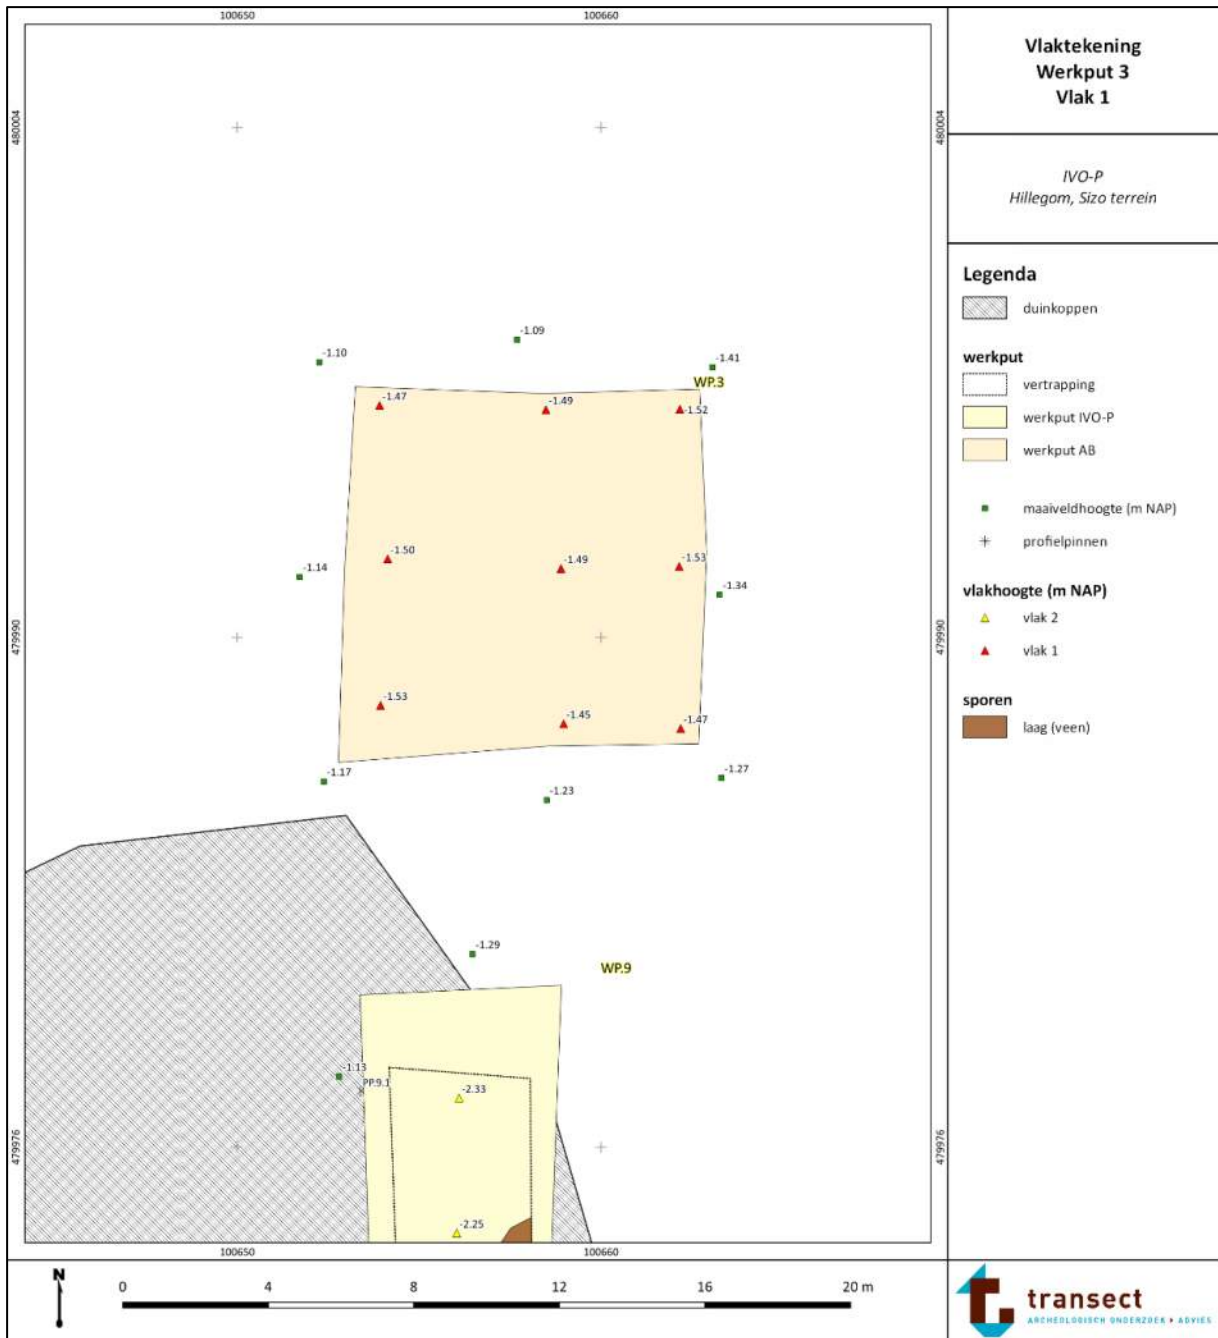 100650
100660
480004
480004
-1.10
-1.09
-1.41
WP.3
-1.47
-1.49
-1.52
-1.50
-1.49
-1.53
-1.14
-1.34
479990
479990
-1.53
-1.45
-1.47
-1.17
-1.23
-1.27
-1.29
WP.9
-1.13
PP.9.1
-2.33
479976
479976
-2.25
100650
100660
N
0
4
8
12
16
20 m
Vlaktekening
Werkput 3
Vlak 1
IVO-P
Hillegom, Sizo terrein
Legenda
duinkoppen
werkput
vertrapping
werkput IVO-P
werkput AB
maaiveldhoogte (m NAP)
profielpinnen
vlakhoogte (m NAP)
vlak 2
vlak 1
sporen
laag (veen)
transect
ARCHEOLOGISCH ONDERZOEK ▸ ADVIES